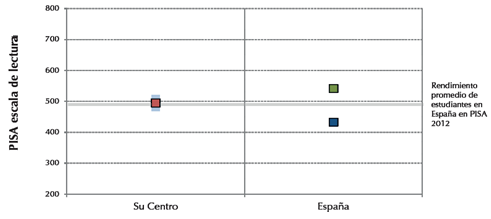 PISA escala de lectura
800
700
600
500
400
300
200
Su Centro
España
Rendimiento
promedio de
estudiantes en
España en PISA
2012